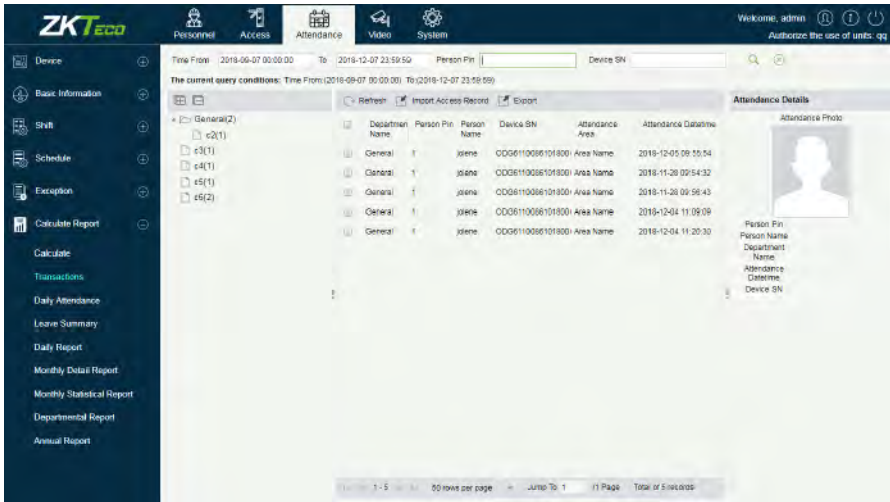 ZKTeco
Personnel
Access
Attendance
Video
System
Welcome, admin
Authorize the use of units: qq
Device
Basic Information
Shift
Schedule
Exception
Calculate Report
Calculate
Transactions
Daily Attendance
Leave Summary
Daily Report
Monthly Detail Report
Monthly Statistical Report
Departmental Report
Annual Report
Time From 2018-09-07 00:00:00 To 2018-12-07 23:59:59 Person Pin Device SN
The current query conditions: Time From:(2018-09-07 00:00:00) To:(2018-12-07 23:59:59)
General(2)
c2(1)
c3(1)
c4(1)
c5(1)
c6(2)
Refresh Import Access Record Export
Departmen Person Pin Person Device SN Attendance Attendance Datetime
Name Name Area
General 1 jolene Area Name 2018-12-05 09:55:54
General 1 jolene Area Name 2018-11-28 09:54:32
General 1 jolene Area Name 2018-11-28 09:56:43
General 1 jolene Area Name 2018-12-04 11:09:09
General 1 jolene Area Name 2018-12-04 11:20:30
1-5 50 rows per page Jump To 1 /1 Page Total of 5 records
Attendance Details
Attendance Photo
Person Pin
Person Name
Department
Name
Attendance
Datetime
Device SN